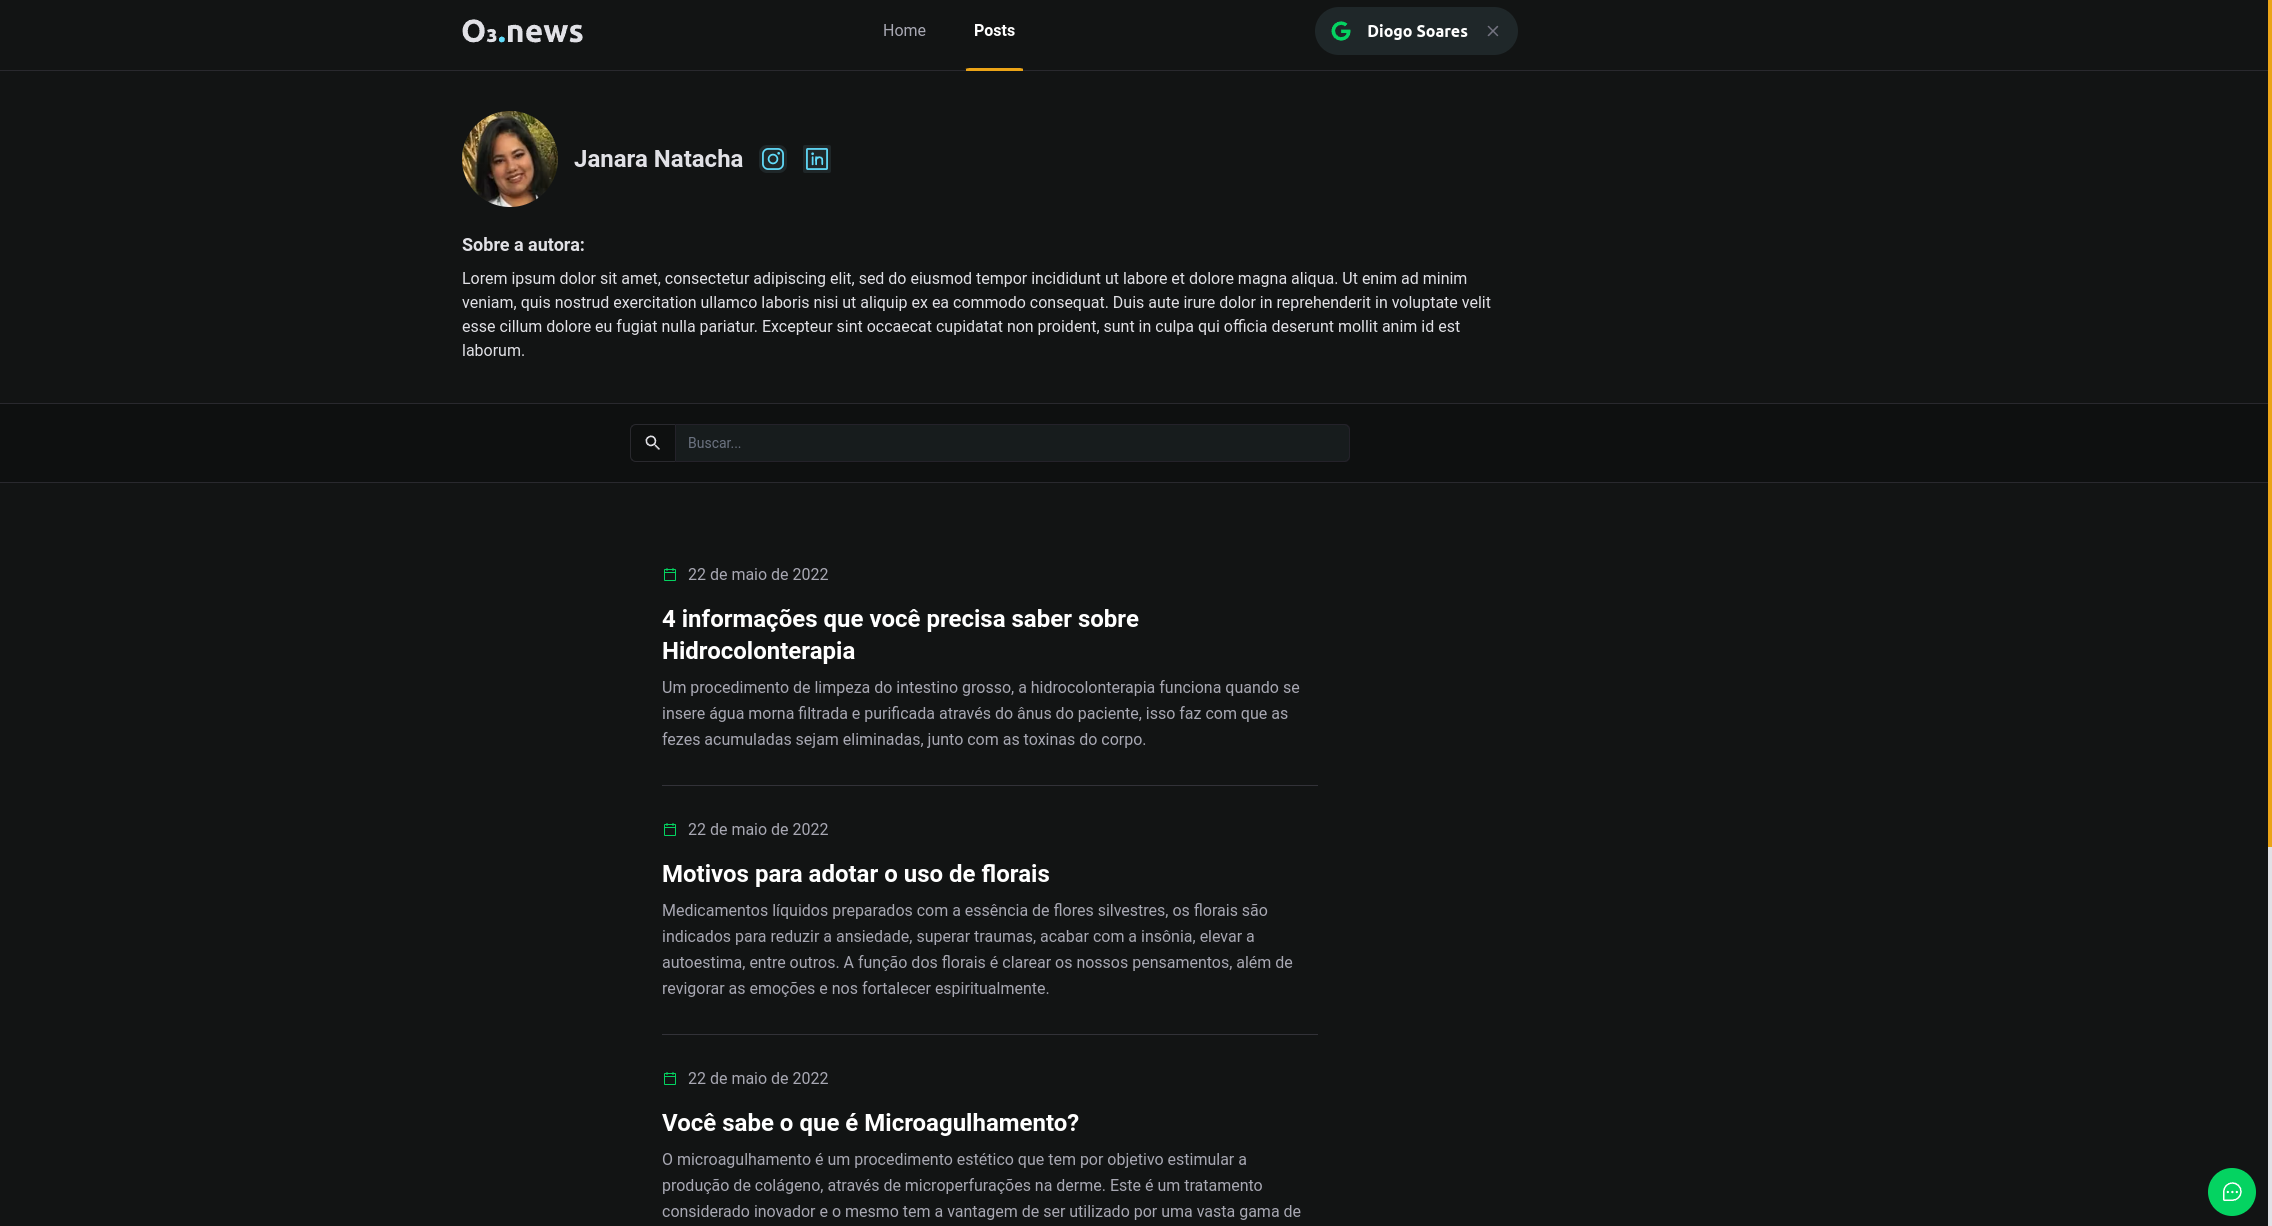 O₃.news
Home
Posts
Diogo Soares
Janara Natacha
Sobre a autora:
Lorem ipsum dolor sit amet, consectetur adipiscing elit, sed do eiusmod tempor incididunt ut labore et dolore magna aliqua. Ut enim ad minim
veniam, quis nostrud exercitation ullamco laboris nisi ut aliquip ex ea commodo consequat. Duis aute irure dolor in reprehenderit in voluptate velit
esse cillum dolore eu fugiat nulla pariatur. Excepteur sint occaecat cupidatat non proident, sunt in culpa qui officia deserunt mollit anim id est
laborum.
Buscar...
22 de maio de 2022
4 informações que você precisa saber sobre
Hidrocolonterapia
Um procedimento de limpeza do intestino grosso, a hidrocolonterapia funciona quando se
insere água morna filtrada e purificada através do ânus do paciente, isso faz com que as
fezes acumuladas sejam eliminadas, junto com as toxinas do corpo.
22 de maio de 2022
Motivos para adotar o uso de florais
Medicamentos líquidos preparados com a essência de flores silvestres, os florais são
indicados para reduzir a ansiedade, superar traumas, acabar com a insônia, elevar a
autoestima, entre outros. A função dos florais é clarear os nossos pensamentos, além de
revigorar as emoções e nos fortalecer espiritualmente.
22 de maio de 2022
Você sabe o que é Microagulhamento?
O microagulhamento é um procedimento estético que tem por objetivo estimular a
produção de colágeno, através de microperfurações na derme. Este é um tratamento
considerado inovador e o mesmo tem a vantagem de ser utilizado por uma vasta gama de